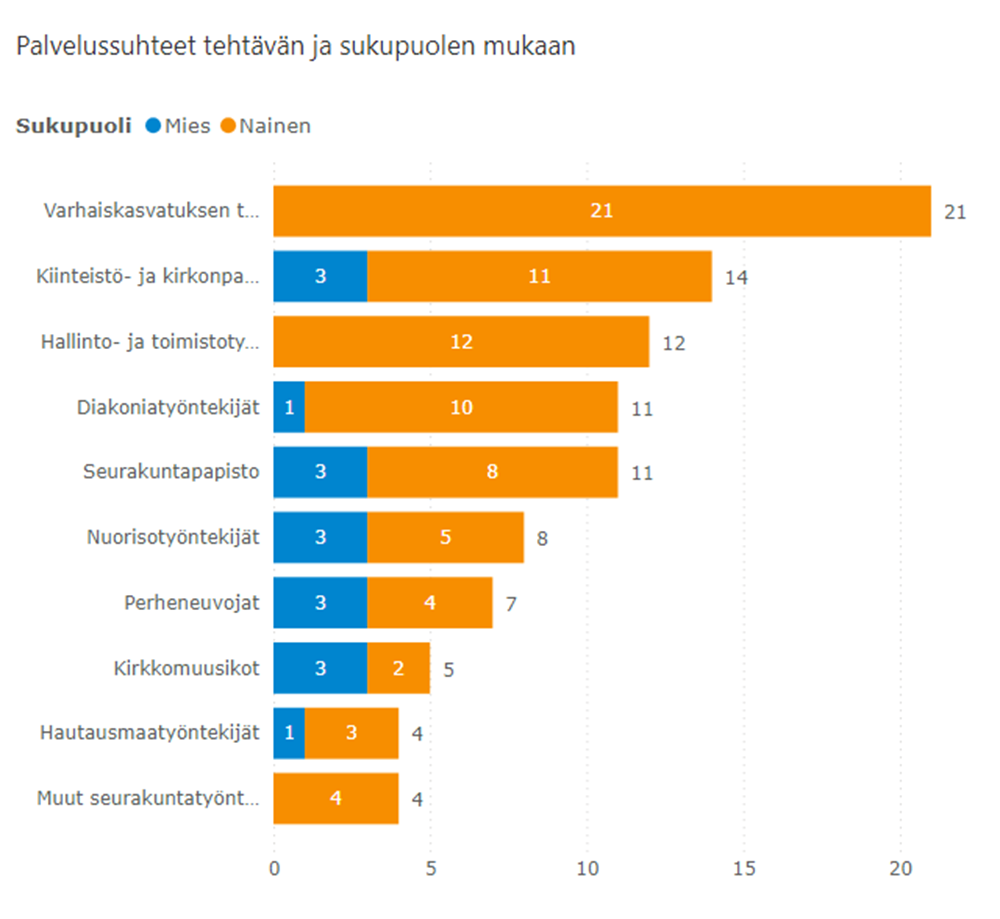 Palvelussuhteet tehtävän ja sukupuolen mukaan
Sukupuoli Mies Nainen
Varhaiskasvatuksen t... 21 21
Kiinteistö- ja kirkonpa... 3 11 14
Hallinto- ja toimistoty... 12 12
Diakoniatyöntekijät 1 10 11
Seurakuntapapisto 3 8 11
Nuorisotyöntekijät 3 5 8
Perheneuvojat 3 4 7
Kirkkomuusikot 3 2 5
Hautausmaatyöntekijät 1 3 4
Muut seurakuntatyönt... 4 4
0 5 10 15 20